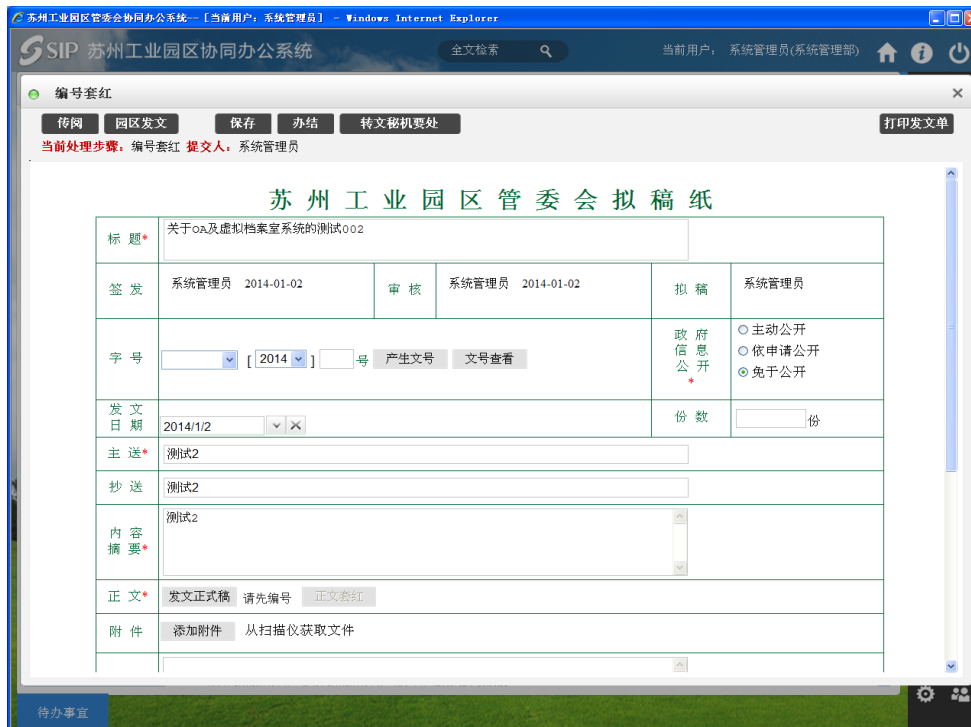 苏州工业园区管委会协同办公系统--[当前用户：系统管理员] - Windows Internet Explorer
SIP 苏州工业园区协同办公系统 全文检索 当前用户： 系统管理员(系统管理部)
编号套红
传阅 园区发文 保存 办结 转文秘机要处 打印发文单
当前处理步骤：编号套红 提交人：系统管理员
苏州工业园区管委会拟稿纸
标题* 关于OA及虚拟档案室系统的测试002
签发 系统管理员 2014-01-02 审核 系统管理员 2014-01-02 拟稿 系统管理员
字号 [ 2014 ] 号 产生文号 文号查看
政府
信息
公开
*
主动公开
依申请公开
免于公开
发文
日期 2014/1/2 份数 份
主送* 测试2
抄送 测试2
内容
摘要* 测试2
正文* 发文正式稿 请先编号 正文套红
附件 添加附件 从扫描仪获取文件
待办事宜